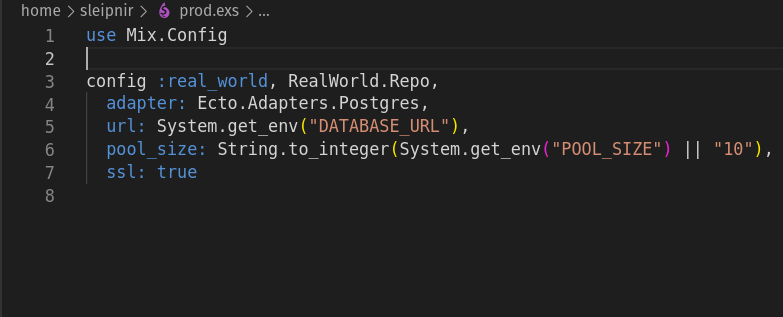 home > sleipnir > prod.exs > ...
1 use Mix.Config
2
3 config :real_world, RealWorld.Repo,
4   adapter: Ecto.Adapters.Postgres,
5   url: System.get_env("DATABASE_URL"),
6   pool_size: String.to_integer(System.get_env("POOL_SIZE") || "10"),
7   ssl: true
8